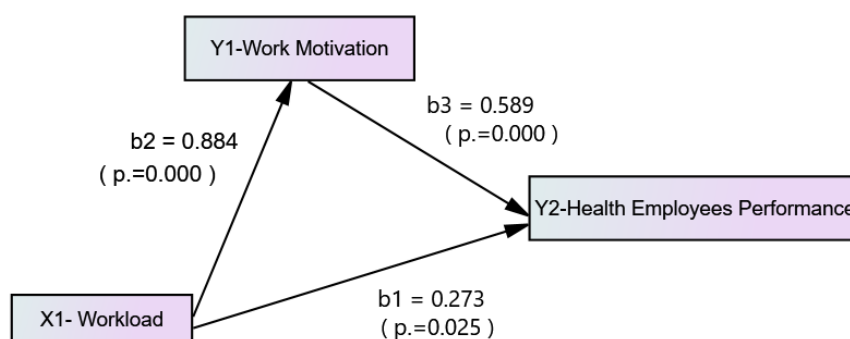 Y1-Work Motivation
b3 = 0.589
( p.=0.000 )
b2 = 0.884
( p.=0.000 )
Y2-Health Employees Performance
X1- Workload
b1 = 0.273
( p.=0.025 )